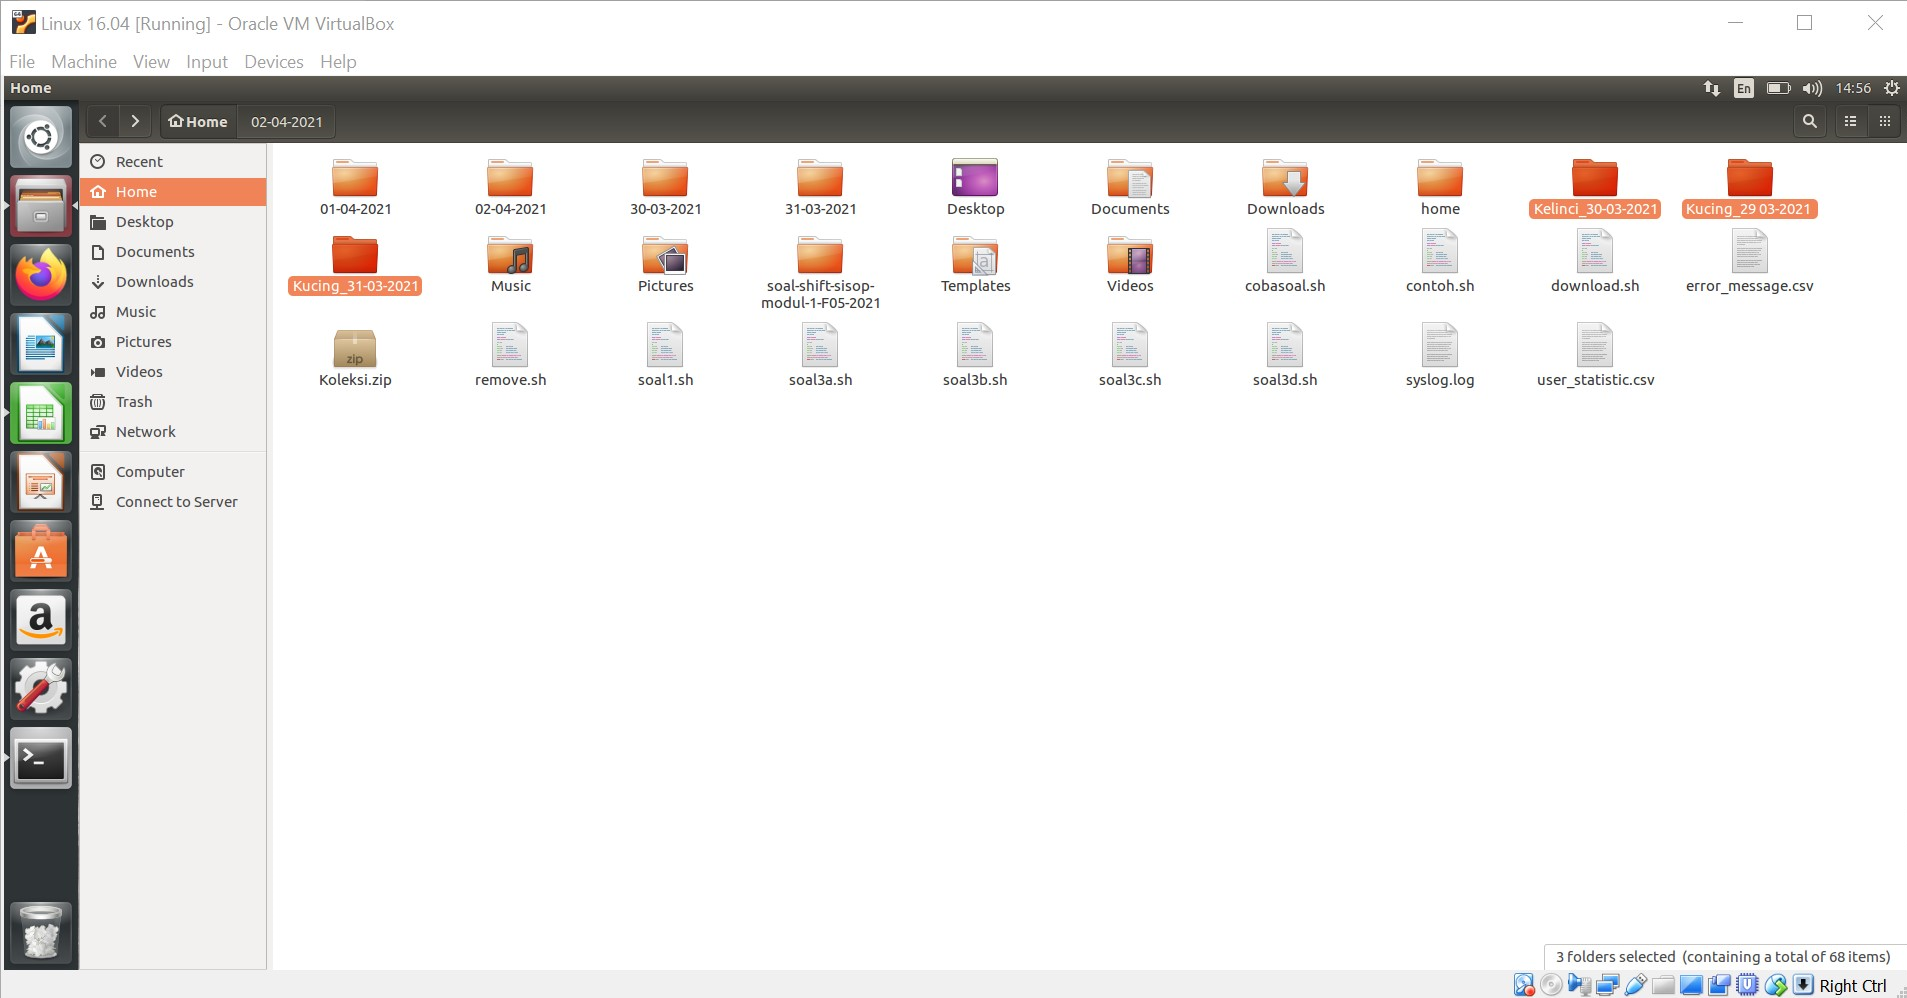 Linux 16.04 [Running] - Oracle VM VirtualBox
File Machine View Input Devices Help
Home
En 14:56
Home 02-04-2021
Recent
Home
Desktop
Documents
Downloads
Music
Pictures
Videos
Trash
Network
Computer
Connect to Server
01-04-2021 02-04-2021 30-03-2021 31-03-2021 Desktop Documents Downloads home Kelinci_30-03-2021 Kucing_29 03-2021
Kucing_31-03-2021 Music Pictures soal-shift-sisop- Templates Videos cobasoal.sh contoh.sh download.sh error_message.csv
modul-1-F05-2021
zip
Koleksi.zip remove.sh soal1.sh soal3a.sh soal3b.sh soal3c.sh soal3d.sh syslog.log user_statistic.csv
3 folders selected (containing a total of 68 items)
Right Ctrl